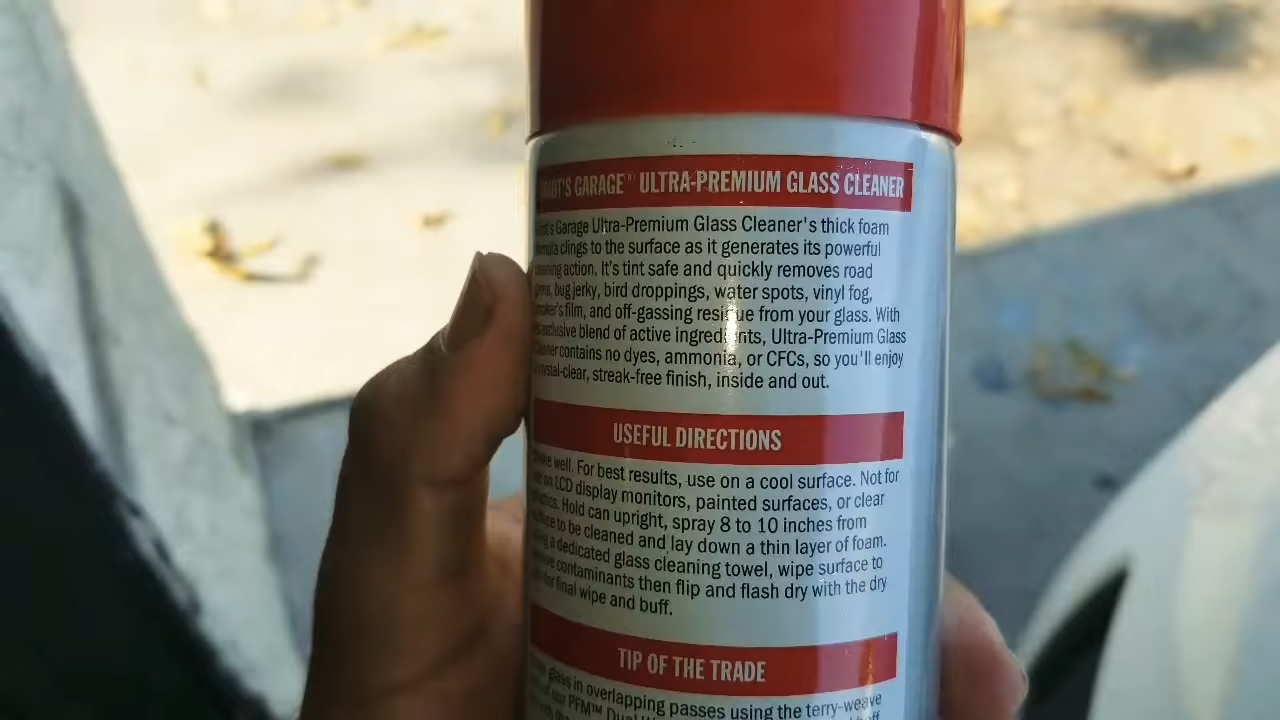 GARAGE ULTRA-PREMIUM GLASS CLEANER
Garage Ultra-Premium Glass Cleaner's thick foam
clings to the surface as it generates its powerful
action. It's tint safe and quickly removes road
bug jerky, bird droppings, water spots, vinyl fog,
film, and off-gassing residue from your glass. With
exclusive blend of active ingredients, Ultra-Premium Glass
contains no dyes, ammonia, or CFCs, so you'll enjoy
streak-free finish, inside and out.
USEFUL DIRECTIONS
well. For best results, use on a cool surface. Not for
on LCD display monitors, painted surfaces, or clear
Hold can upright, spray 8 to 10 inches from
to be cleaned and lay down a thin layer of foam.
a dedicated glass cleaning towel, wipe surface to
contaminants then flip and flash dry with the dry
for final wipe and buff.
TIP OF THE TRADE
glass in overlapping passes using the terry-weave
PFM™ Dual